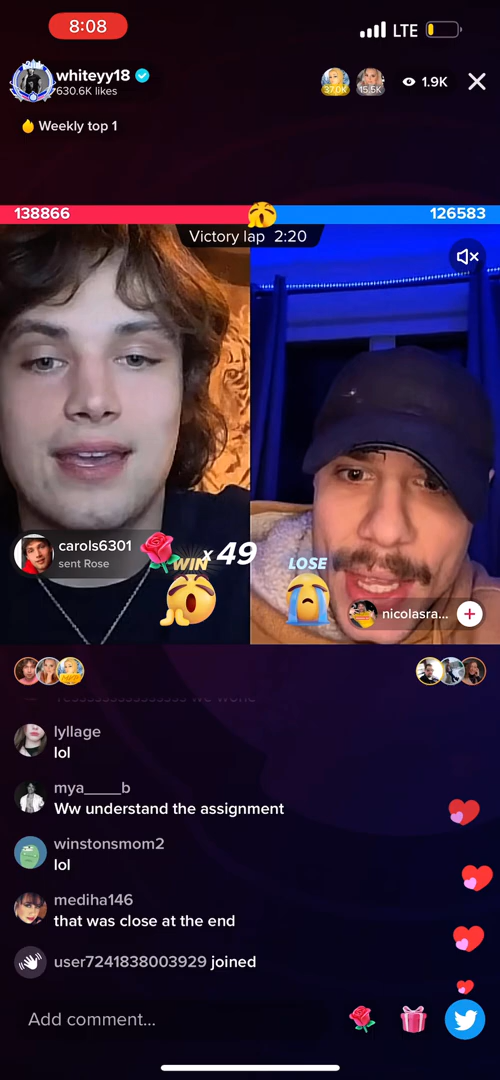 8:08
LTE
whiteyy18
630.6K likes
37.0K
15.5K
1.9K
Weekly top 1
138866
126583
Victory lap 2:20
carols6301
sent Rose
x 49
WIN
LOSE
nicolasra...
lyllage
lol
mya____b
Ww understand the assignment
winstonsmom2
lol
mediha146
that was close at the end
user7241838003929 joined
Add comment...